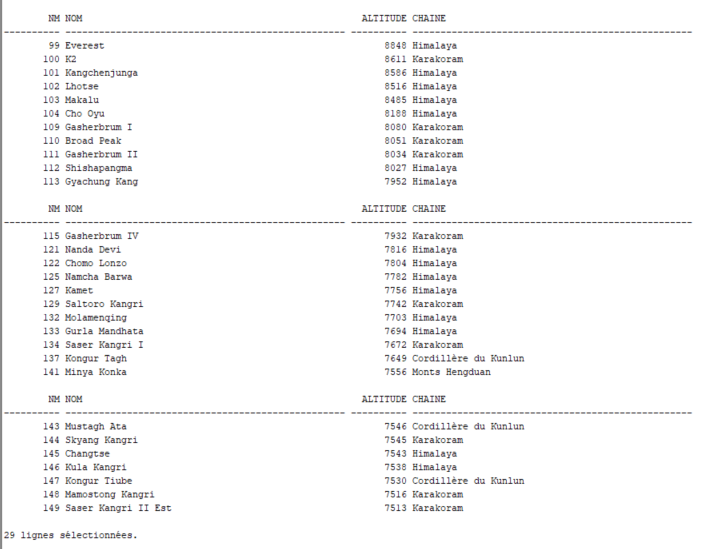 NM NOM ALTITUDE CHAINE
---------- -------------------------------------------------- ---------- --------------------------------------------------
99 Everest 8848 Himalaya
100 K2 8611 Karakoram
101 Kangchenjunga 8586 Himalaya
102 Lhotse 8516 Himalaya
103 Makalu 8485 Himalaya
104 Cho Oyu 8188 Himalaya
109 Gasherbrum I 8080 Karakoram
110 Broad Peak 8051 Karakoram
111 Gasherbrum II 8034 Karakoram
112 Shishapangma 8027 Himalaya
113 Gyachung Kang 7952 Himalaya
NM NOM ALTITUDE CHAINE
---------- -------------------------------------------------- ---------- --------------------------------------------------
115 Gasherbrum IV 7932 Karakoram
121 Nanda Devi 7816 Himalaya
122 Chomo Lonzo 7804 Himalaya
125 Namcha Barwa 7782 Himalaya
127 Kamet 7756 Himalaya
129 Saltoro Kangri 7742 Karakoram
132 Molamenqing 7703 Himalaya
133 Gurla Mandhata 7694 Himalaya
134 Saser Kangri I 7672 Karakoram
137 Kongur Tagh 7649 Cordillère du Kunlun
141 Minya Konka 7556 Monts Hengduan
NM NOM ALTITUDE CHAINE
---------- -------------------------------------------------- ---------- --------------------------------------------------
143 Mustagh Ata 7546 Cordillère du Kunlun
144 Skyang Kangri 7545 Karakoram
145 Changtse 7543 Himalaya
146 Kula Kangri 7538 Himalaya
147 Kongur Tiube 7530 Cordillère du Kunlun
148 Mamostong Kangri 7516 Karakoram
149 Saser Kangri II Est 7513 Karakoram
29 lignes sélectionnées.